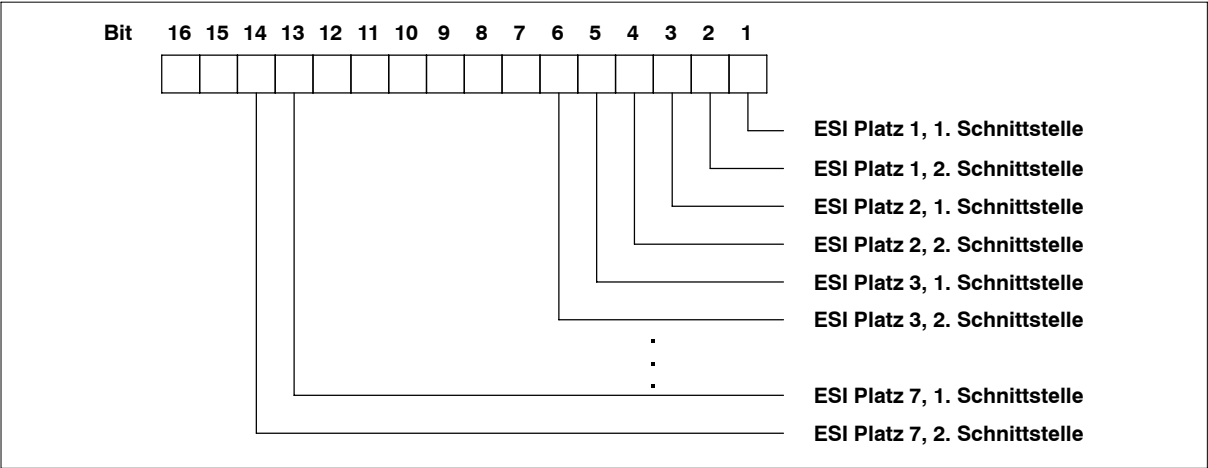 Bit 16 15 14 13 12 11 10 9 8 7 6 5 4 3 2 1
ESI Platz 1, 1. Schnittstelle
ESI Platz 1, 2. Schnittstelle
ESI Platz 2, 1. Schnittstelle
ESI Platz 2, 2. Schnittstelle
ESI Platz 3, 1. Schnittstelle
ESI Platz 3, 2. Schnittstelle
.
.
.
ESI Platz 7, 1. Schnittstelle
ESI Platz 7, 2. Schnittstelle